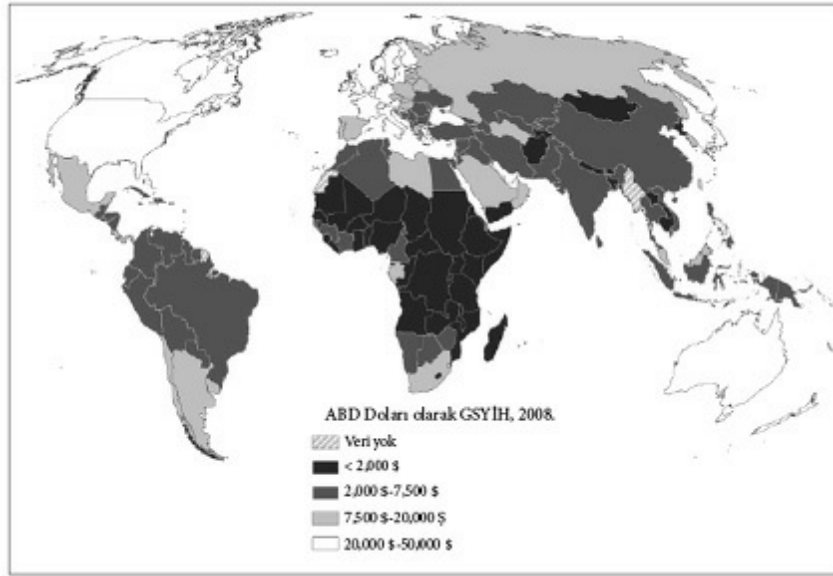 ABD Doları olarak GSYİH, 2008.
Veri yok
< 2,000 $
2,000 $-7,500 $
7,500 $-20,000 $
20,000 $-50,000 $